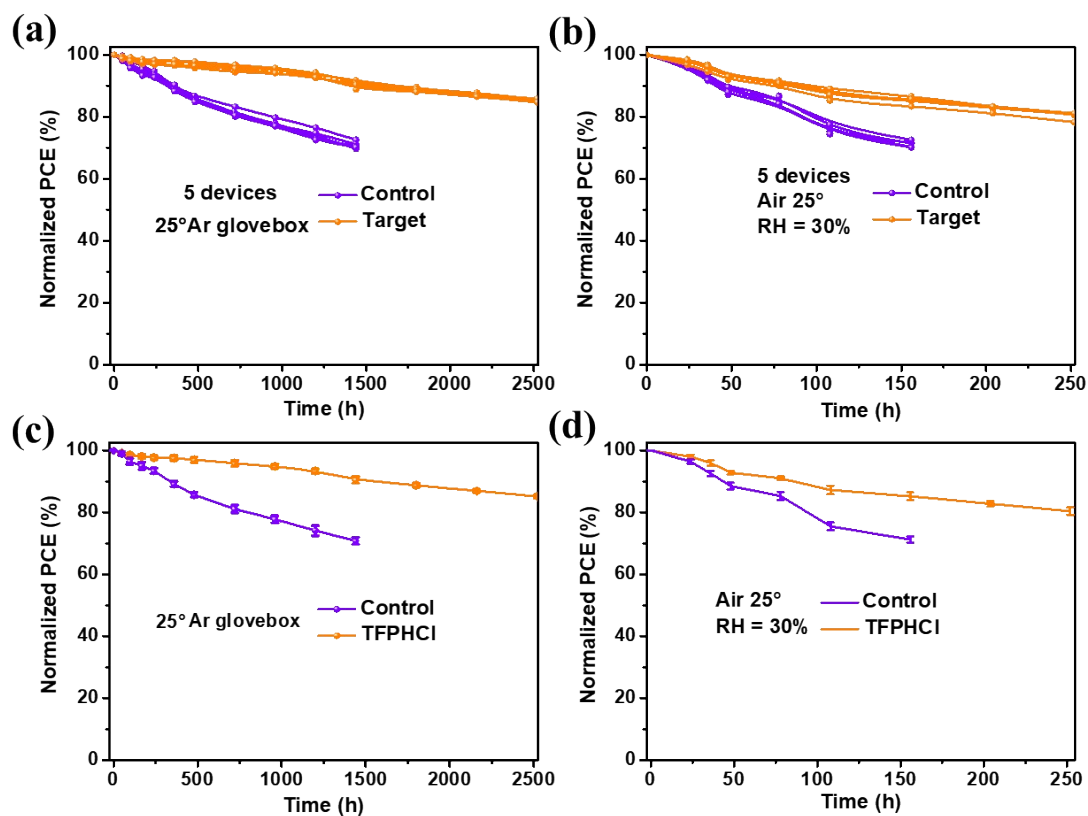 (a)
Normalized PCE (%)
100
80
60
40
20
0
5 devices
25°Ar glovebox
Control
Target
0 500 1000 1500 2000 2500
Time (h)
(b)
Normalized PCE (%)
100
80
60
40
20
0
5 devices
Air 25°
RH = 30%
Control
Target
0 50 100 150 200 250
Time (h)
(c)
Normalized PCE (%)
100
80
60
40
20
0
25°Ar glovebox
Control
TFPHCl
0 500 1000 1500 2000 2500
Time (h)
(d)
Normalized PCE (%)
100
80
60
40
20
0
Air 25°
RH = 30%
Control
TFPHCl
0 50 100 150 200 250
Time (h)